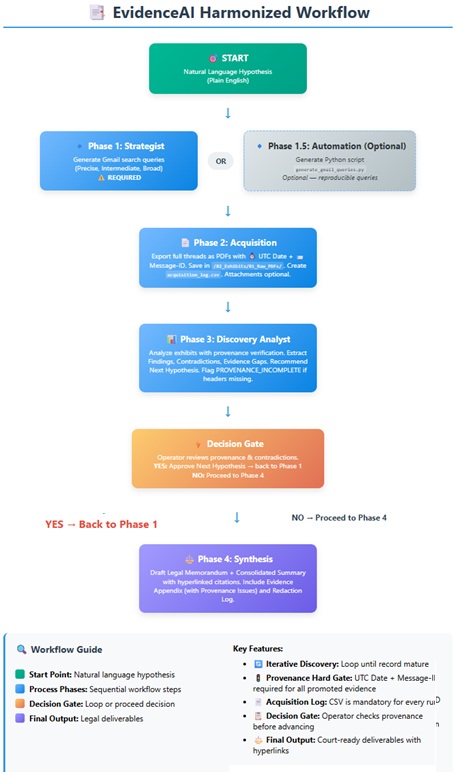 EvidenceAI Harmonized Workflow
START
Natural Language Hypothesis
(Plain English)
↓
Phase 1: Strategist
Generate Gmail search queries
(Precise, Intermediate, Broad)
⚠️ REQUIRED
OR
Phase 1.5: Automation (Optional)
Generate Python script
generate_gmail_queries.py
Optional — reproducible queries
↓
Phase 2: Acquisition
Export full threads as PDFs with UTC Date +
Message-ID. Save in /02_Exhibits/01_Raw_PDFs/. Create
acquisition_log.csv. Attachments optional.
↓
Phase 3: Discovery Analyst
Analyze exhibits with provenance verification. Extract
Findings, Contradictions, Evidence Gaps. Recommend
Next Hypothesis. Flag PROVENANCE_INCOMPLETE if
headers missing.
↓
Decision Gate
Operator reviews provenance & contradictions.
YES: Approve Next Hypothesis → back to Phase 1
NO: Proceed to Phase 4
YES → Back to Phase 1
↓
NO → Proceed to Phase 4
Phase 4: Synthesis
Draft Legal Memorandum + Consolidated Summary
with hyperlinked citations. Include Evidence
Appendix (with Provenance Issues) and Redaction
Log.
Workflow Guide
Start Point: Natural language hypothesis
Process Phases: Sequential workflow steps
Decision Gate: Loop or proceed decision
Final Output: Legal deliverables
Key Features:
• Iterative Discovery: Loop until record mature
• Provenance Hard Gate: UTC Date + Message-I
required for all promoted evidence
• Acquisition Log: CSV is mandatory for every ru
• Decision Gate: Operator checks provenance
before advancing
• Final Output: Court-ready deliverables with
hyperlinks